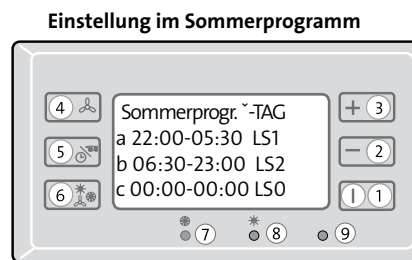 Einstellung im Sommerprogramm
4
5
6
Sommerprogr. ˇ-TAG
a 22:00-05:30 LS1
b 06:30-23:00 LS2
c 00:00-00:00 LS0
+ 3
- 2
1
7
8
9